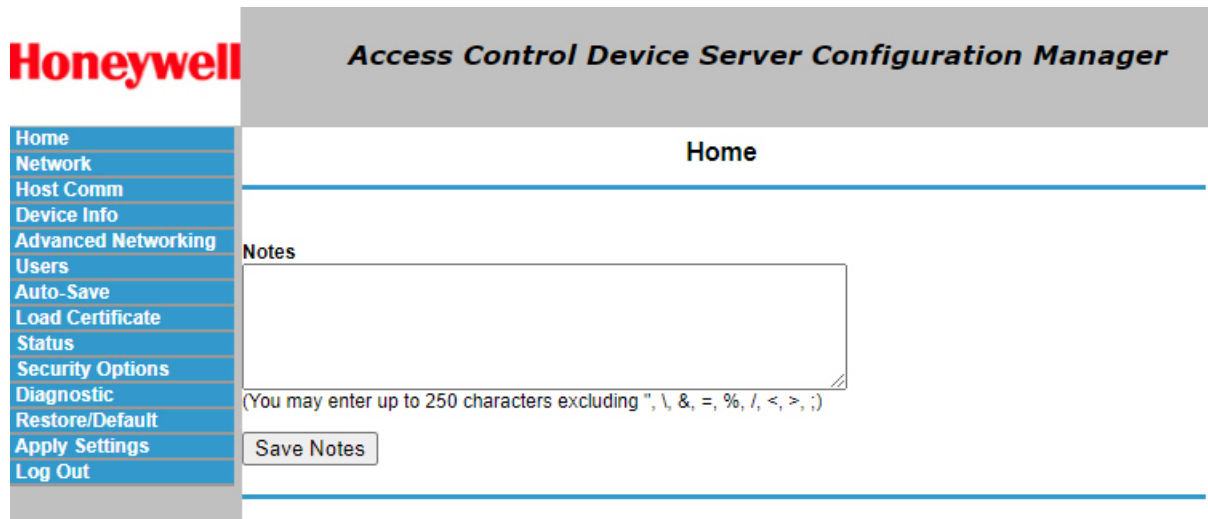 Honeywell
Access Control Device Server Configuration Manager
Home
Network
Host Comm
Device Info
Advanced Networking
Users
Auto-Save
Load Certificate
Status
Security Options
Diagnostic
Restore/Default
Apply Settings
Log Out
Home
Notes
(You may enter up to 250 characters excluding ", \, &, =, %, /, <, >, ;)
Save Notes